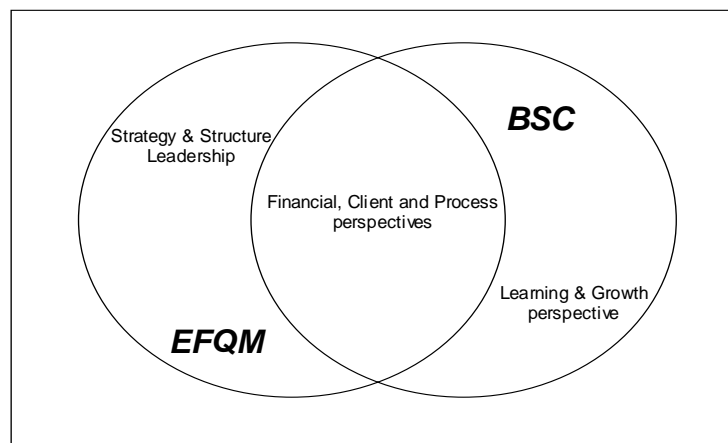 BSC
Strategy & Structure
Leadership
Financial, Client and Process
perspectives
Learning & Growth
perspective
EFQM